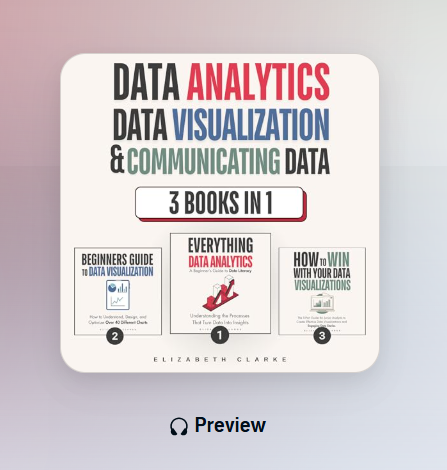 DATA ANALYTICS
DATA VISUALIZATION
& COMMUNICATING DATA
3 BOOKS IN 1
BEGINNERS GUIDE
TO DATA VISUALIZATION
How to Understand, Design, and
Optimize Over 40 Different Charts
2
EVERYTHING
DATA ANALYTICS
A Beginner's Guide to Data Literacy
Understanding the Processes
That Turn Data Into Insights
1
HOW TO WIN
WITH YOUR DATA
VISUALIZATIONS
3
ELIZABETH CLARKE
Preview